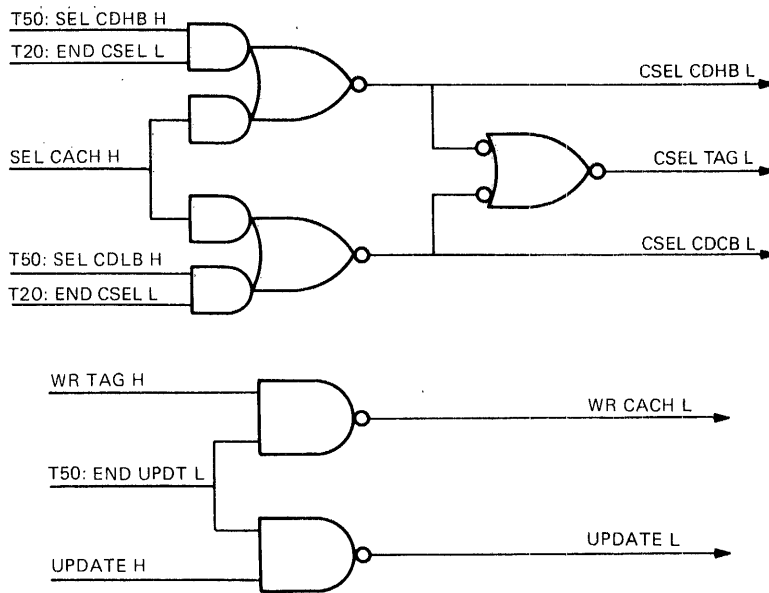 T50: SEL CDHB H
T20: END CSEL L
CSEL CDHB L
SEL CACH H
CSEL TAG L
CSEL CDCB L
T50: SEL CDLB H
T20: END CSEL L
WR TAG H
WR CACH L
T50: END UPDT L
UPDATE L
UPDATE H